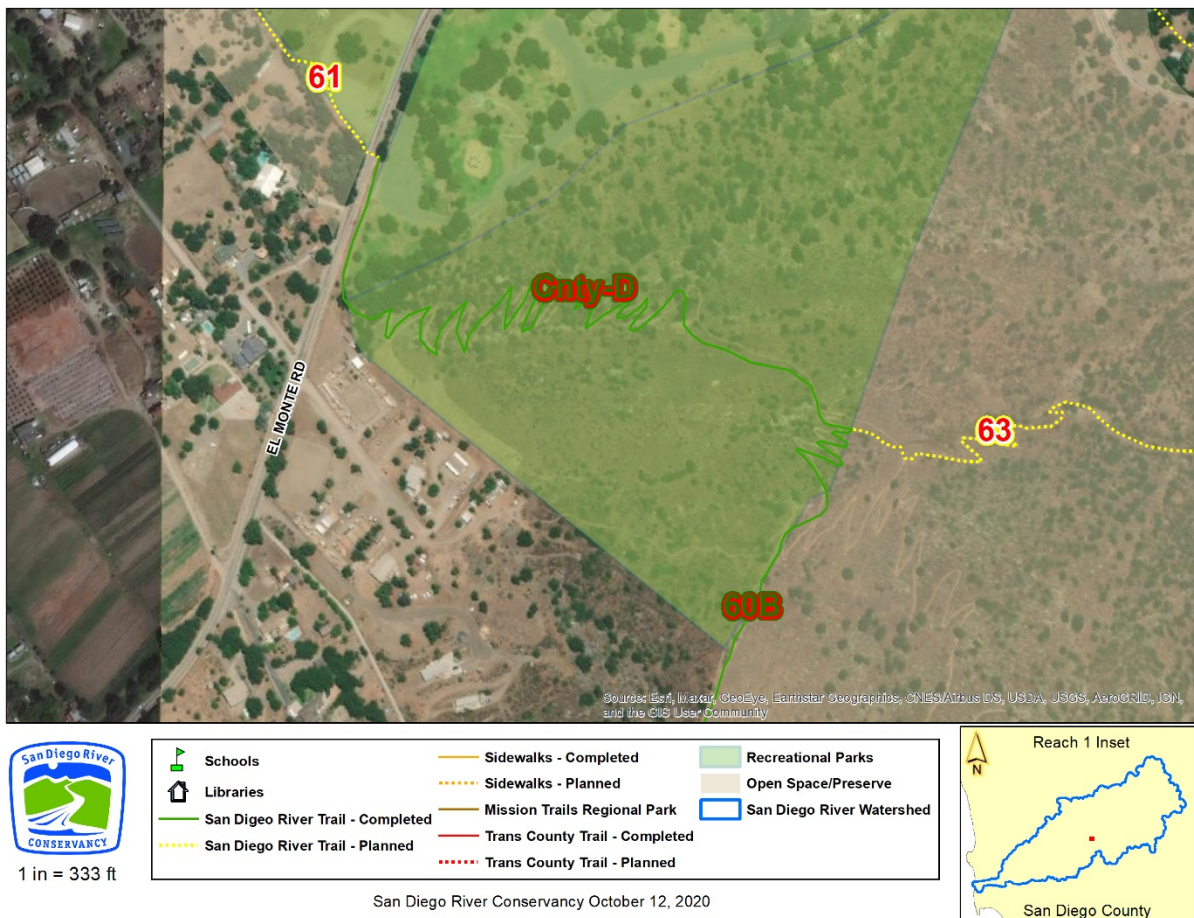 61
Cnty-D
EL MONTE RD
63
60B
Source: Esri, Maxar, GeoEye, Earthstar Geographics, CNES/Airbus DS, USDA, USGS, AeroGRID, IGN,
and the GIS User Community
San Diego River
CONSERVANCY
1 in = 333 ft
Schools
Libraries
San Digeo River Trail - Completed
San Diego River Trail - Planned
Sidewalks - Completed
Sidewalks - Planned
Mission Trails Regional Park
Trans County Trail - Completed
Trans County Trail - Planned
Recreational Parks
Open Space/Preserve
San Diego River Watershed
San Diego River Conservancy October 12, 2020
Reach 1 Inset
N
San Diego County